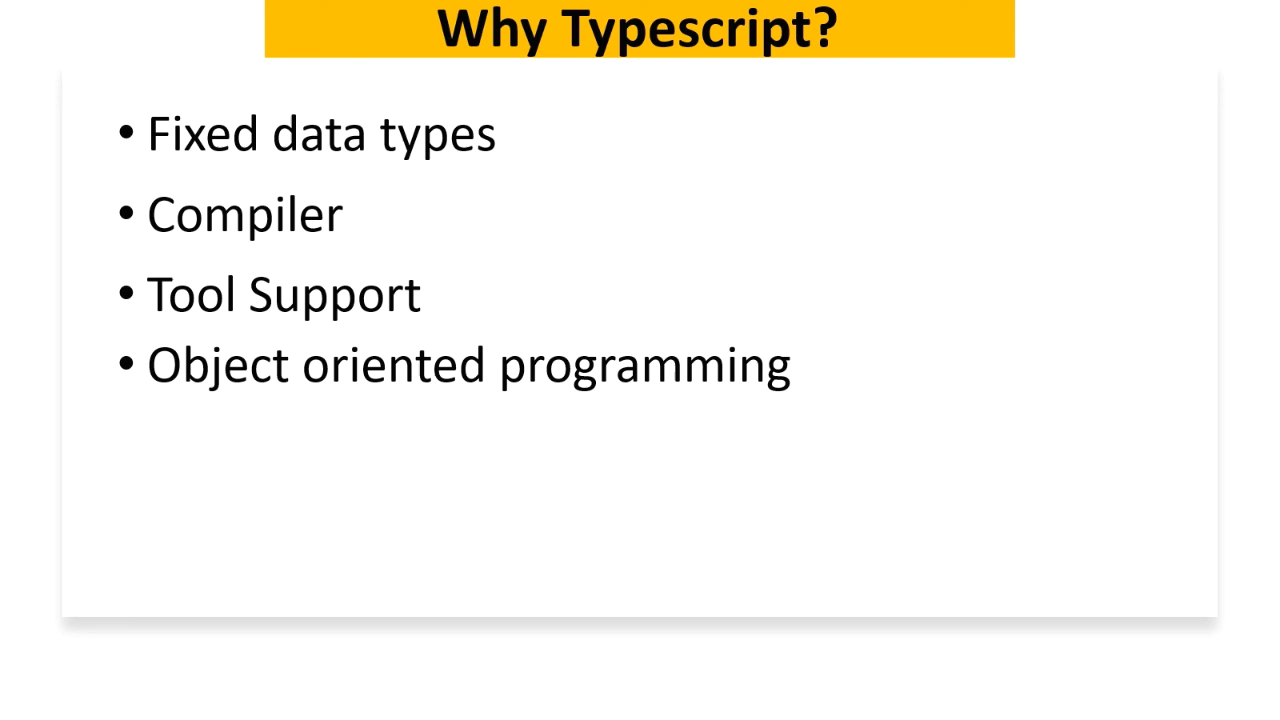 Why Typescript?
• Fixed data types
• Compiler
• Tool Support
• Object oriented programming